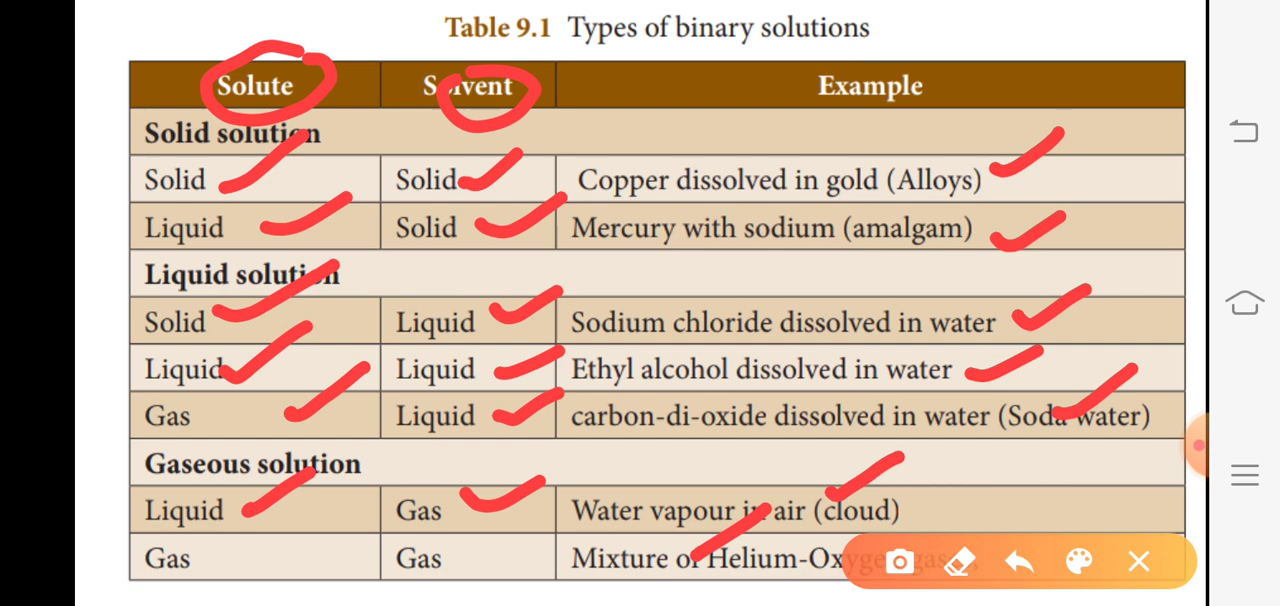 Table 9.1 Types of binary solutions
Solute Solvent Example
Solid solution
Solid Solid Copper dissolved in gold (Alloys)
Liquid Solid Mercury with sodium (amalgam)
Liquid solution
Solid Liquid Sodium chloride dissolved in water
Liquid Liquid Ethyl alcohol dissolved in water
Gas Liquid carbon-di-oxide dissolved in water (Soda water)
Gaseous solution
Liquid Gas Water vapour in air (cloud)
Gas Gas Mixture of Helium-Oxygen gases,